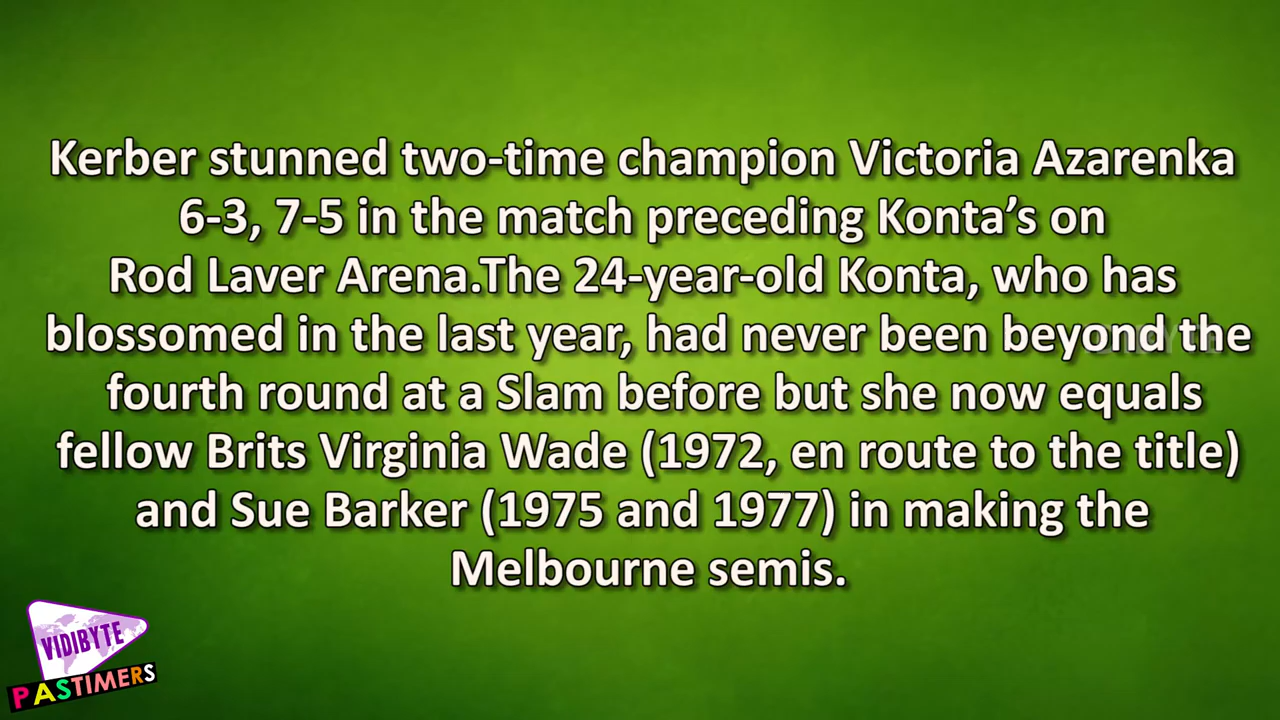 Kerber stunned two-time champion Victoria Azarenka
6-3, 7-5 in the match preceding Konta’s on
Rod Laver Arena.The 24-year-old Konta, who has
blossomed in the last year, had never been beyond the
fourth round at a Slam before but she now equals
fellow Brits Virginia Wade (1972, en route to the title)
and Sue Barker (1975 and 1977) in making the
Melbourne semis.
VIDIBYTE
PASTIMERS